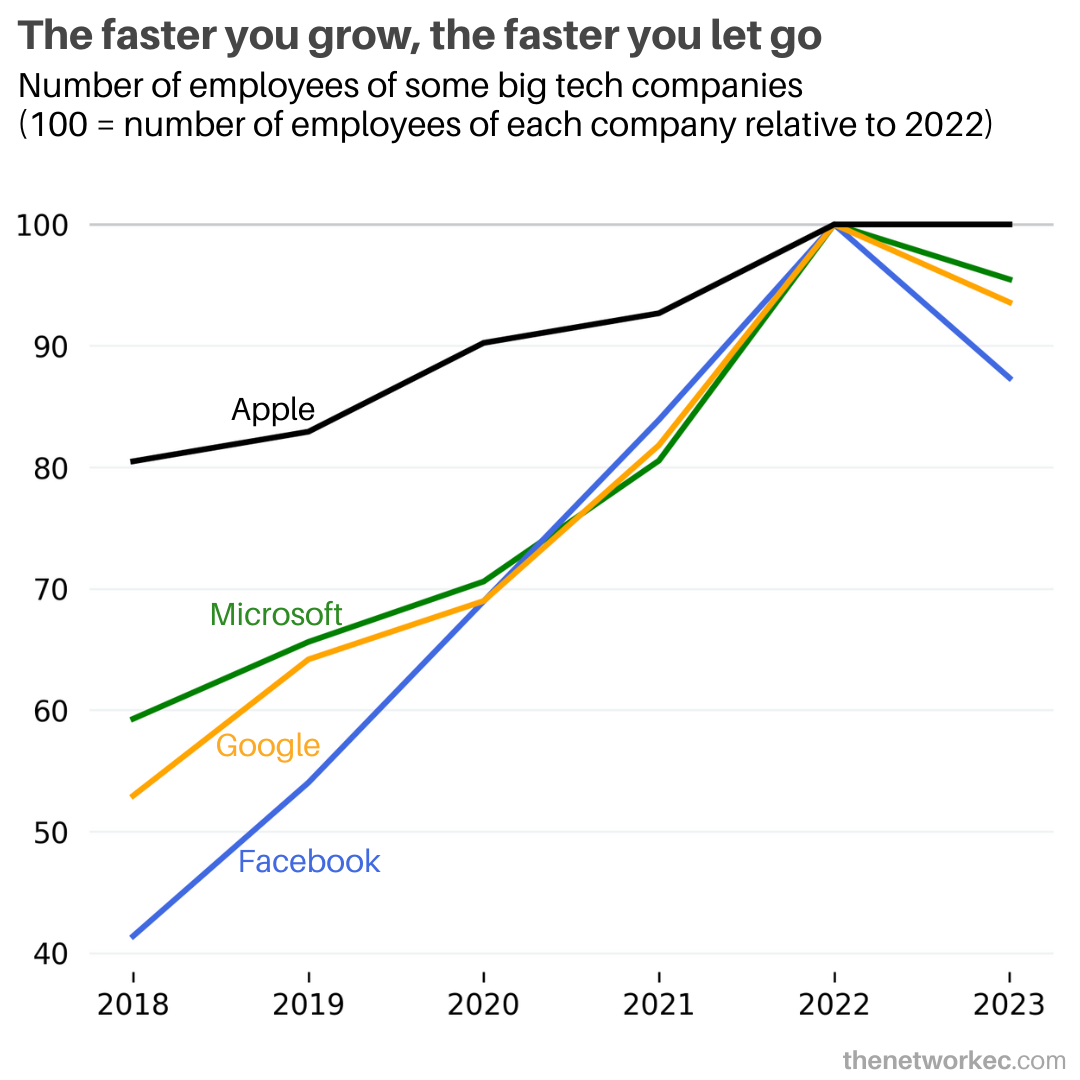 The faster you grow, the faster you let go
Number of employees of some big tech companies
(100 = number of employees of each company relative to 2022)
100
90
80
70
60
50
40
Apple
Microsoft
Google
Facebook
2018 2019 2020 2021 2022 2023
thenetworkec.com